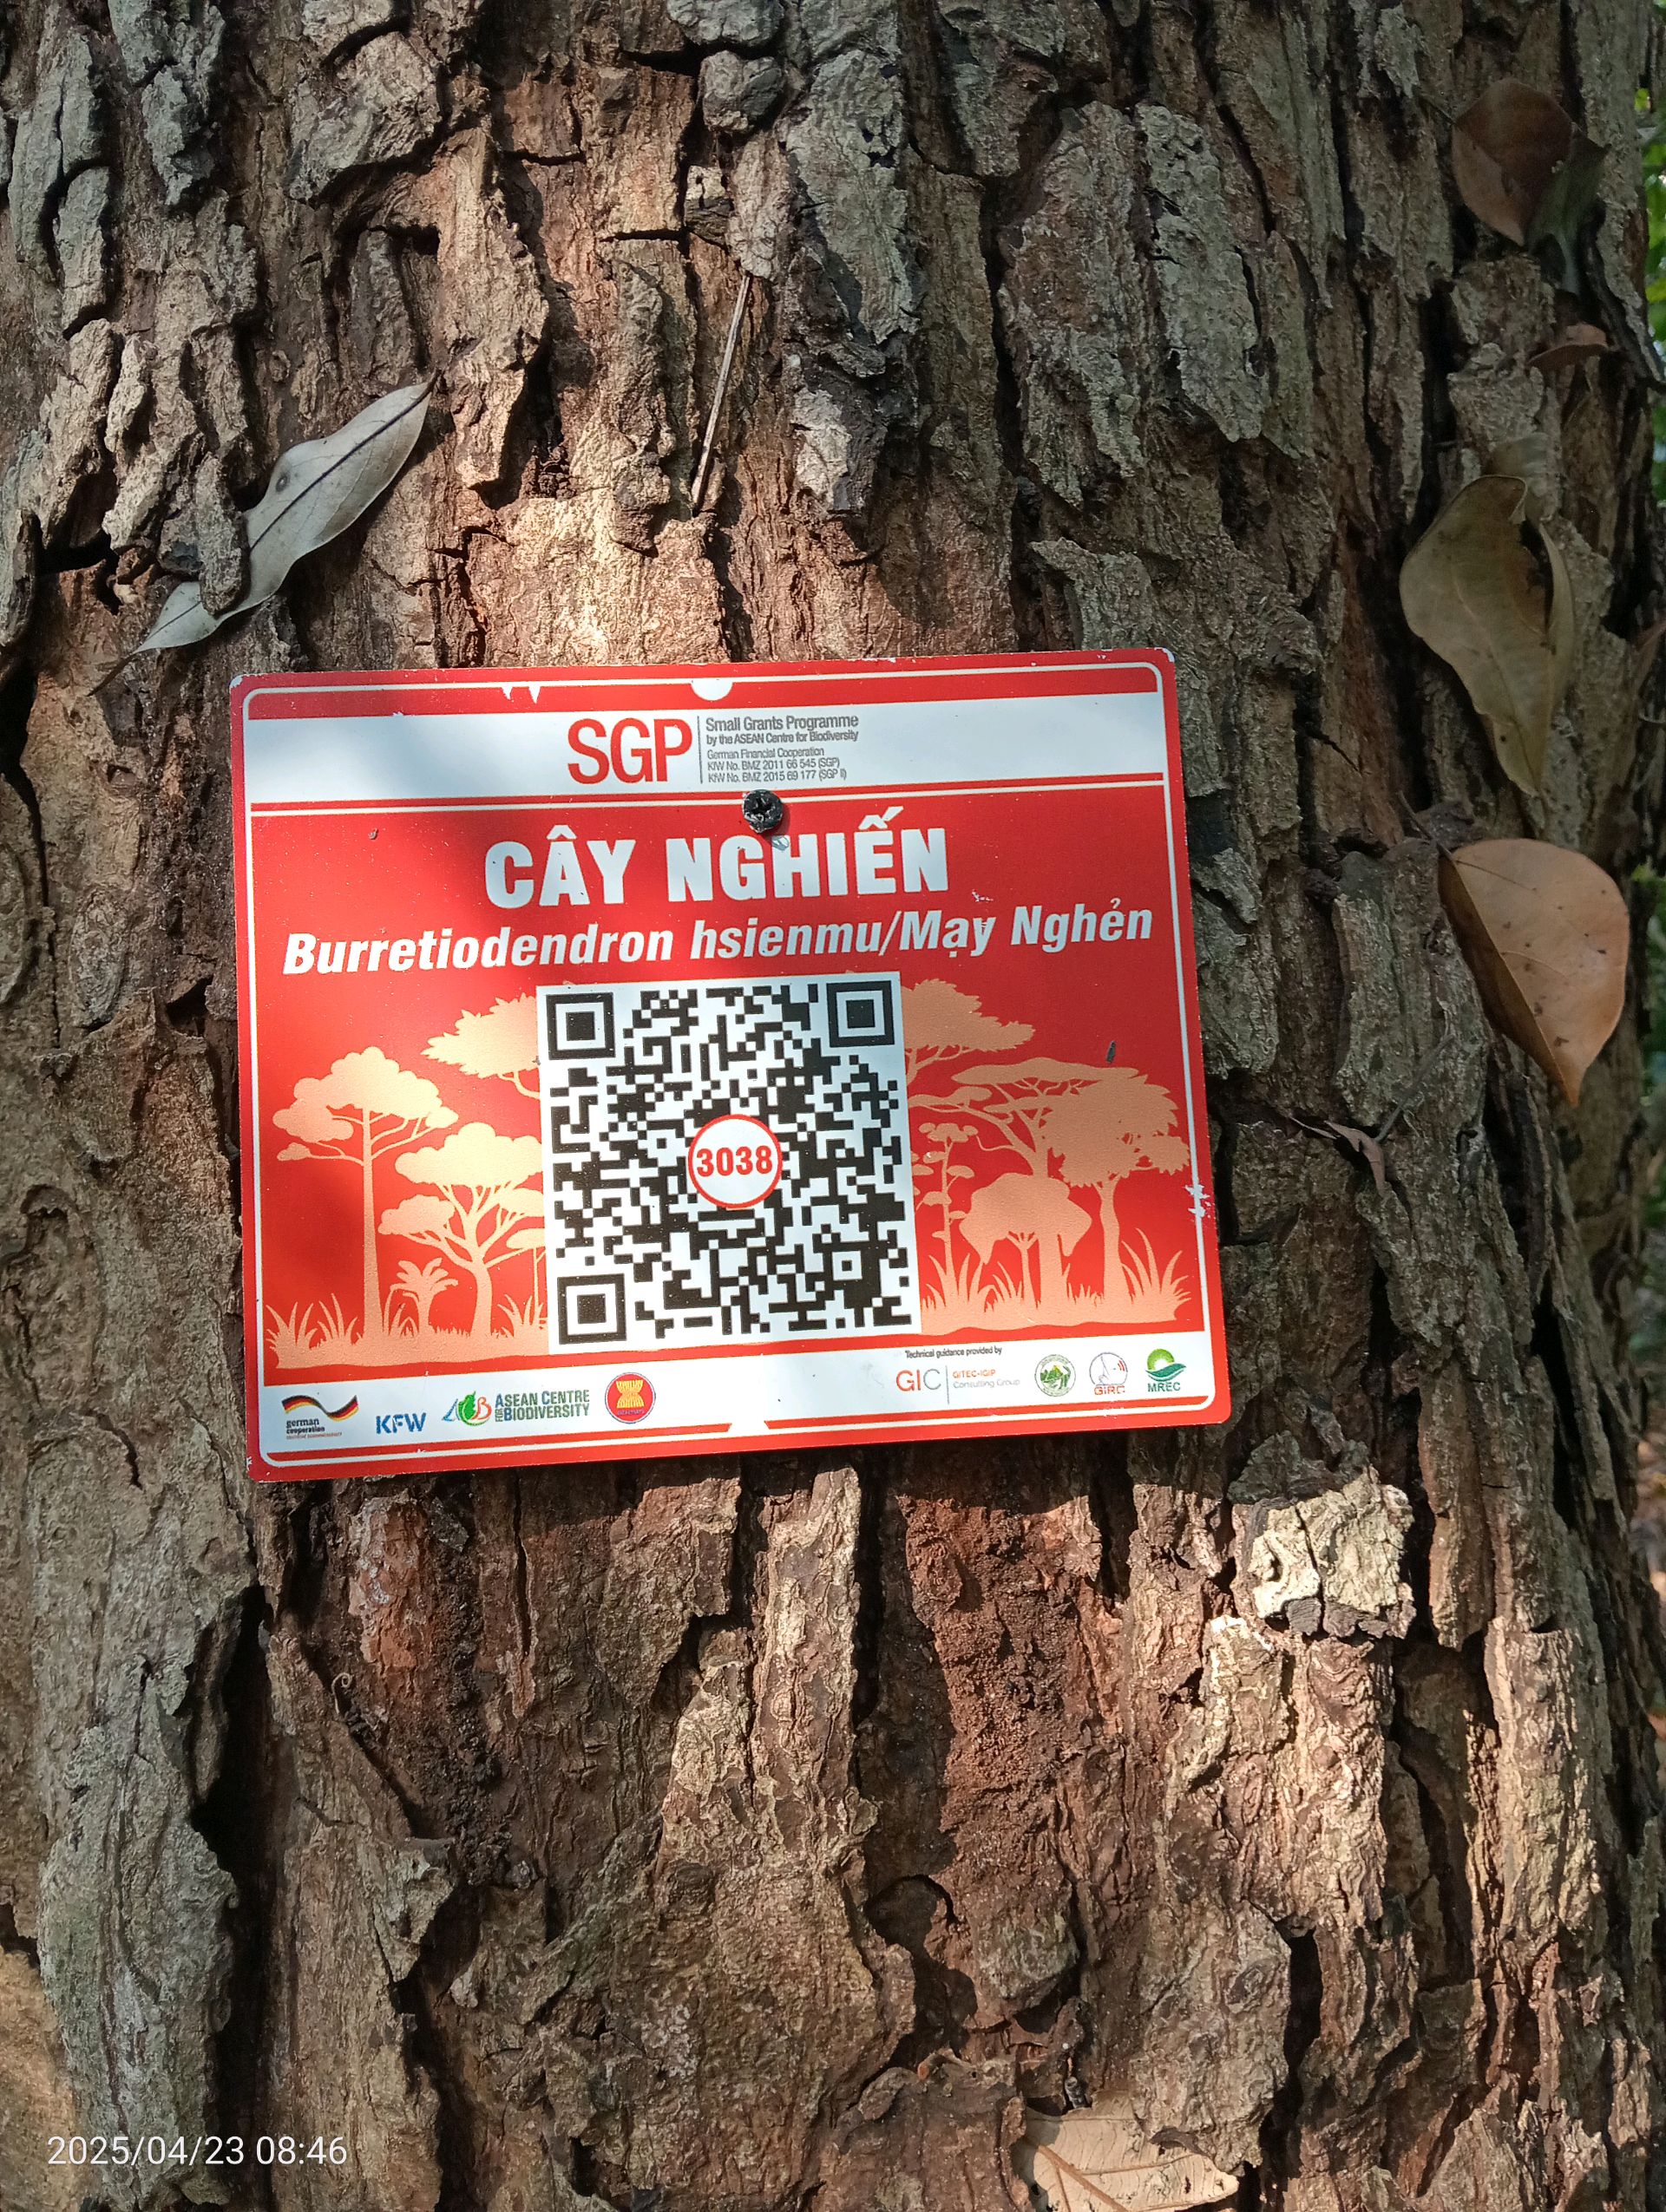 SGP
Small Grants Programme
by the ASEAN Centre for Biodiversity
German Financial Cooperation
KfW No. BMZ 2011 66 545 (SGP)
KfW No. BMZ 2015 69 177 (SGP II)
CÂY NGHIẾN
Burretiodendron hsienmu/Mạy Nghẻn
3038
Technical guidance provided by
german
cooperation
DEUTSCHE ZUSAMMENARBEIT
KFW
ASEAN CENTRE
FOR BIODIVERSITY
GIC
GITEC-IGIP
Consulting Group
GIRC
MREC
2025/04/23 08:46